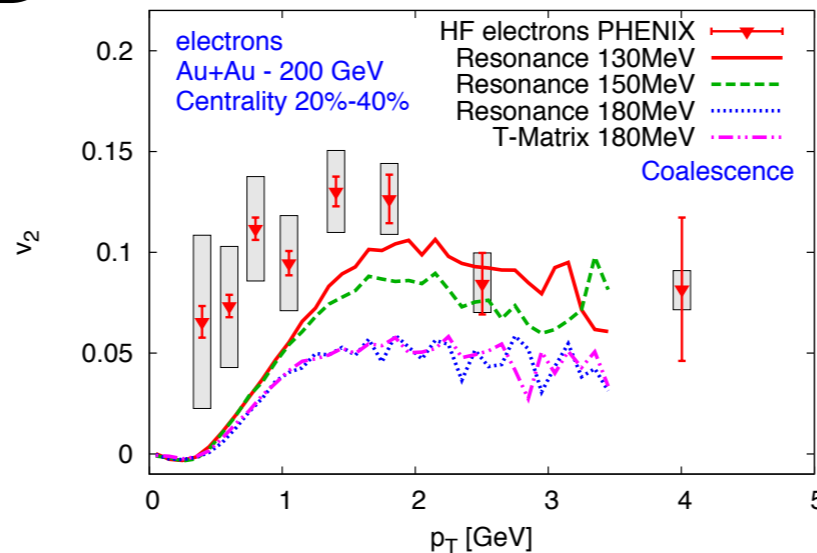 HF electrons PHENIX
Resonance 130MeV
Resonance 150MeV
Resonance 180MeV
T-Matrix 180MeV
Coalescence
electrons
Au+Au - 200 GeV
Centrality 20%-40%
0.2
0.15
0.1
0.05
0
v2
0 1 2 3 4 5
pT [GeV]